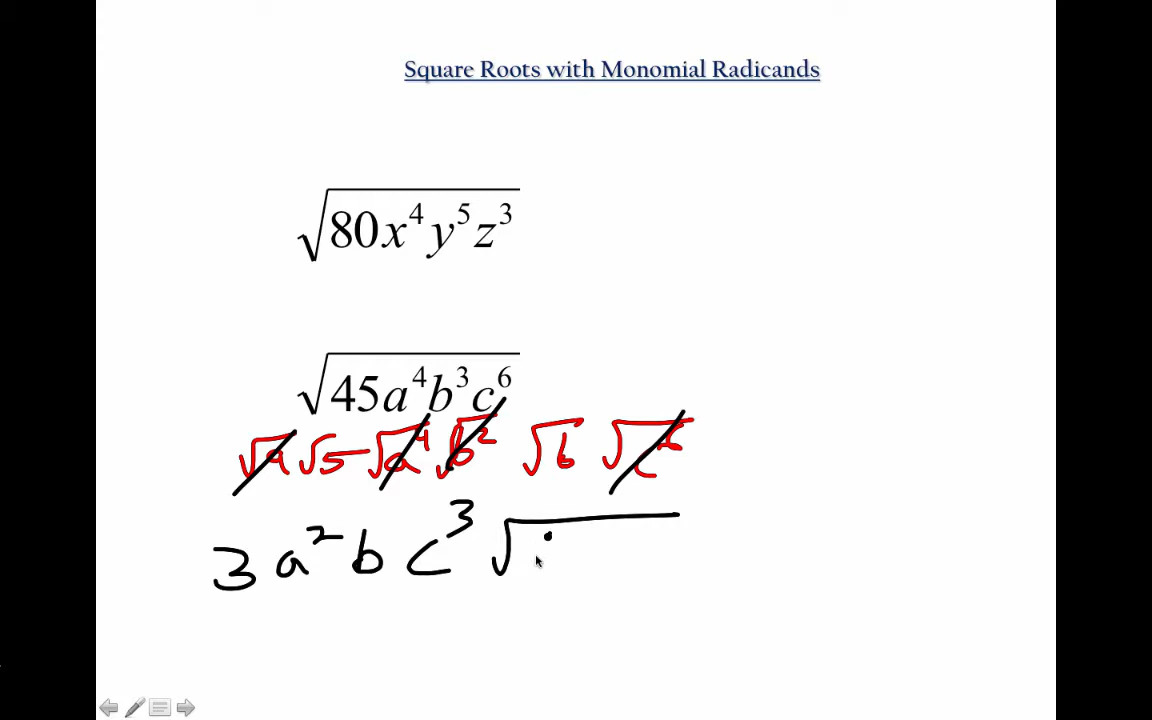 Square Roots with Monomial Radicands
√80x⁴y⁵z³
√45a⁴b³c⁶
√9 √5 √a⁴ √b² √b √c⁶
3a²bc³√